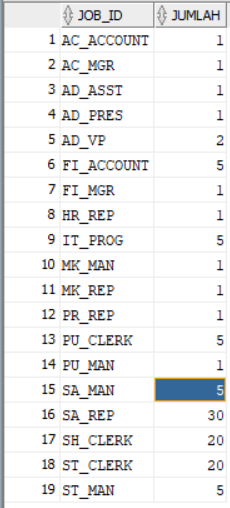 JOB_ID JUMLAH
1 AC_ACCOUNT 1
2 AC_MGR 1
3 AD_ASST 1
4 AD_PRES 1
5 AD_VP 2
6 FI_ACCOUNT 5
7 FI_MGR 1
8 HR_REP 1
9 IT_PROG 5
10 MK_MAN 1
11 MK_REP 1
12 PR_REP 1
13 PU_CLERK 5
14 PU_MAN 1
15 SA_MAN 5
16 SA_REP 30
17 SH_CLERK 20
18 ST_CLERK 20
19 ST_MAN 5